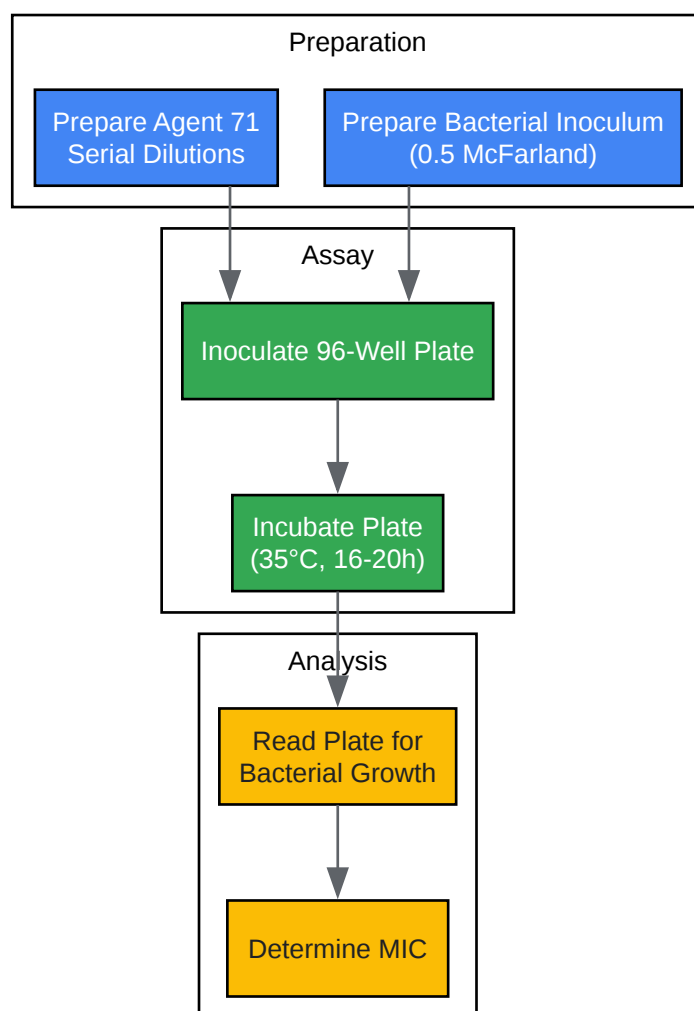 Preparation
Prepare Agent 71
Serial Dilutions
Prepare Bacterial Inoculum
(0.5 McFarland)
Assay
Inoculate 96-Well Plate
Incubate Plate
(35°C, 16-20h)
Analysis
Read Plate for
Bacterial Growth
Determine MIC